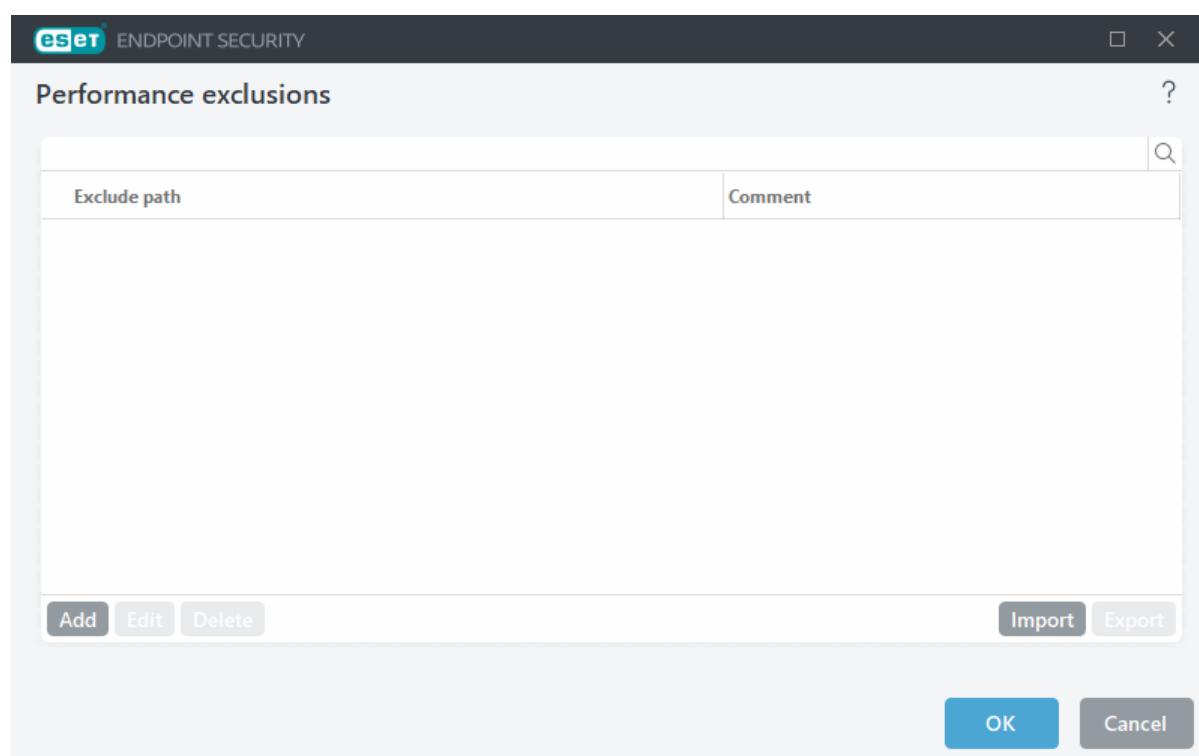 eset ENDPOINT SECURITY
Performance exclusions
?
Exclude path Comment
Add Edit Delete Import Export
OK Cancel